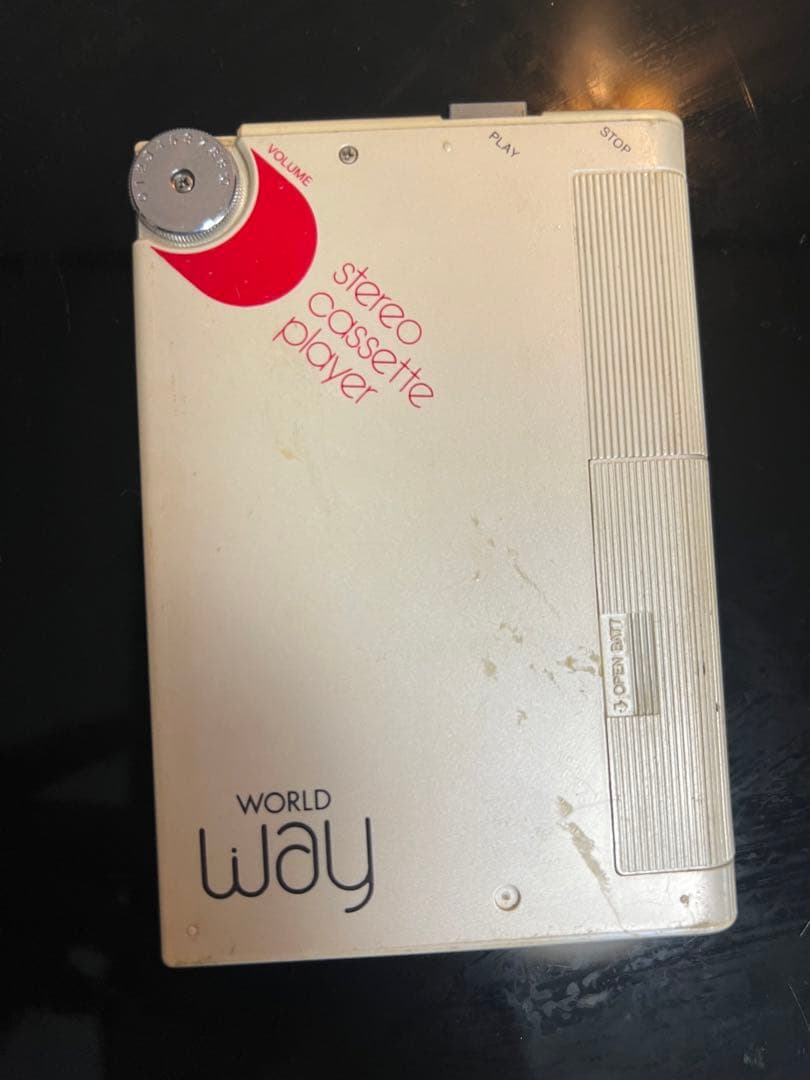 VOLUME
PLAY
STOP
stereo
cassette
player
OPEN BATT
WORLD
way